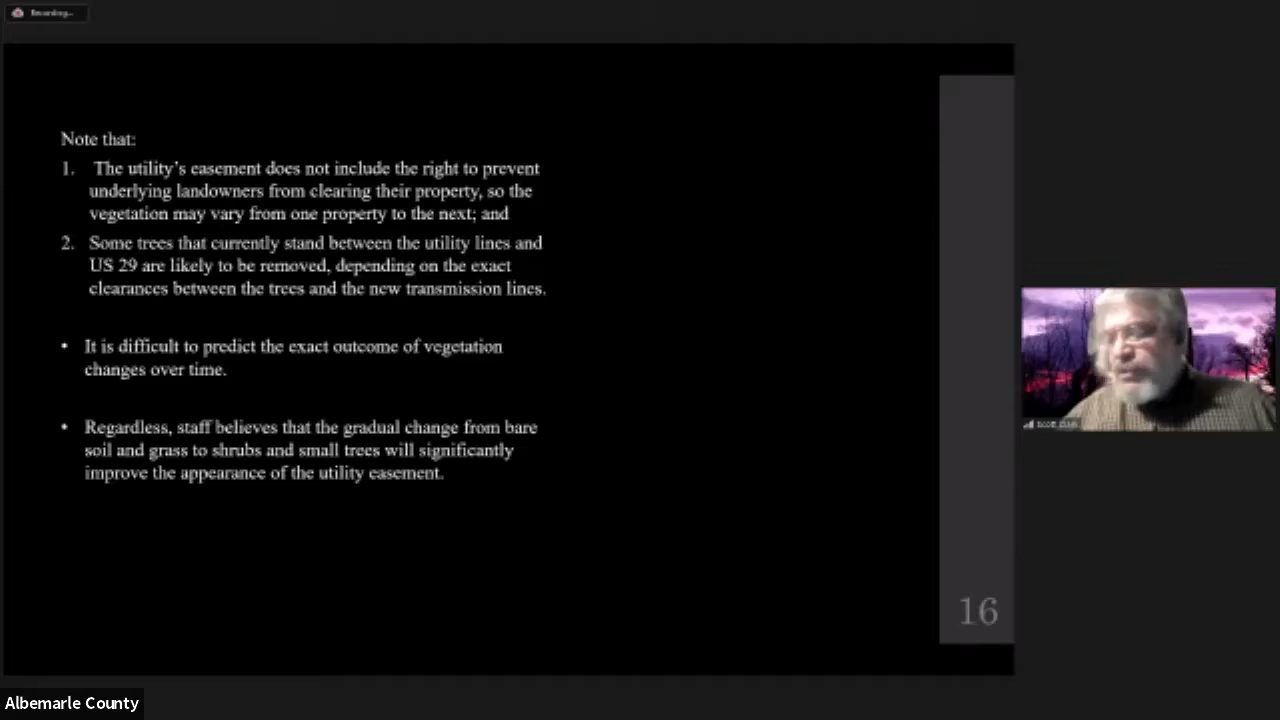 Recording...
Note that:
1. The utility's easement does not include the right to prevent
underlying landowners from clearing their property, so the
vegetation may vary from one property to the next; and
2. Some trees that currently stand between the utility lines and
US 29 are likely to be removed, depending on the exact
clearances between the trees and the new transmission lines.
• It is difficult to predict the exact outcome of vegetation
changes over time.
• Regardless, staff believes that the gradual change from bare
soil and grass to shrubs and small trees will significantly
improve the appearance of the utility easement.
16
Albemarle County